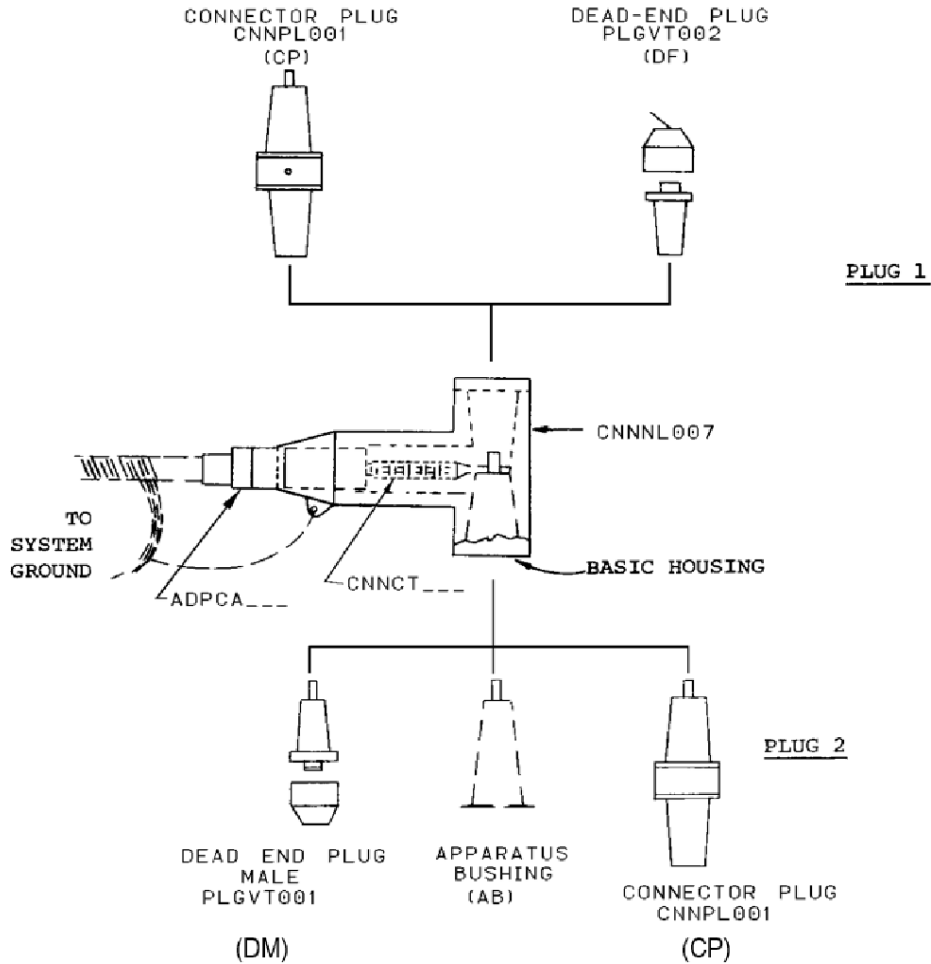 CONNECTOR PLUG
CNNPL001
(CP)
DEAD-END PLUG
PLGVT002
(DF)
PLUG 1
CNNNL007
TO
SYSTEM
GROUND
BASIC HOUSING
ADPCA___
CNNCT___
PLUG 2
DEAD END PLUG
MALE
PLGVT001
(DM)
APPARATUS
BUSHING
(AB)
CONNECTOR PLUG
CNNPL001
(CP)